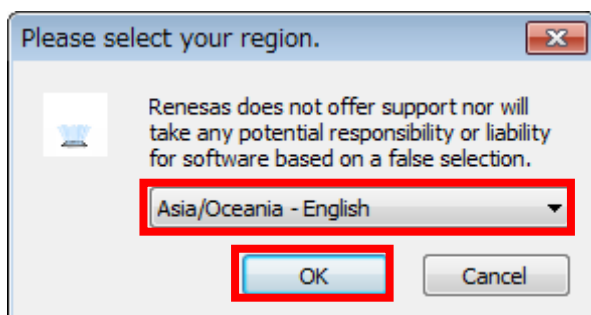 Please select your region.
Renesas does not offer support nor will
take any potential responsibility or liability
for software based on a false selection.
Asia/Oceania - English
OK
Cancel